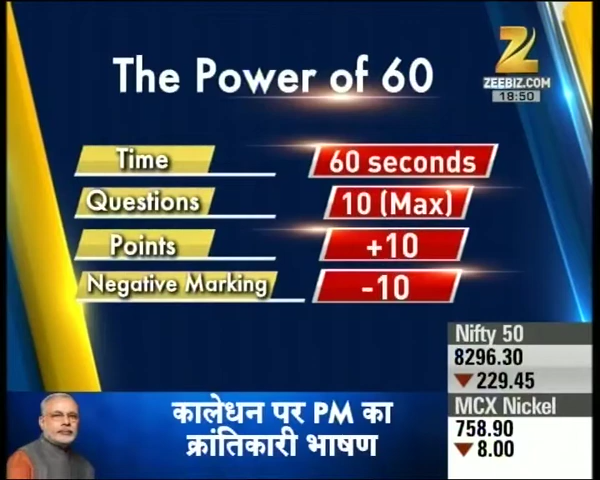 The Power of 60
ZEEBIZ.COM
18:50
Time 60 seconds
Questions 10 (Max)
Points +10
Negative Marking -10
Nifty 50
8296.30
▼229.45
MCX Nickel
758.90
▼8.00
कालेधन पर PM का
क्रांतिकारी भाषण